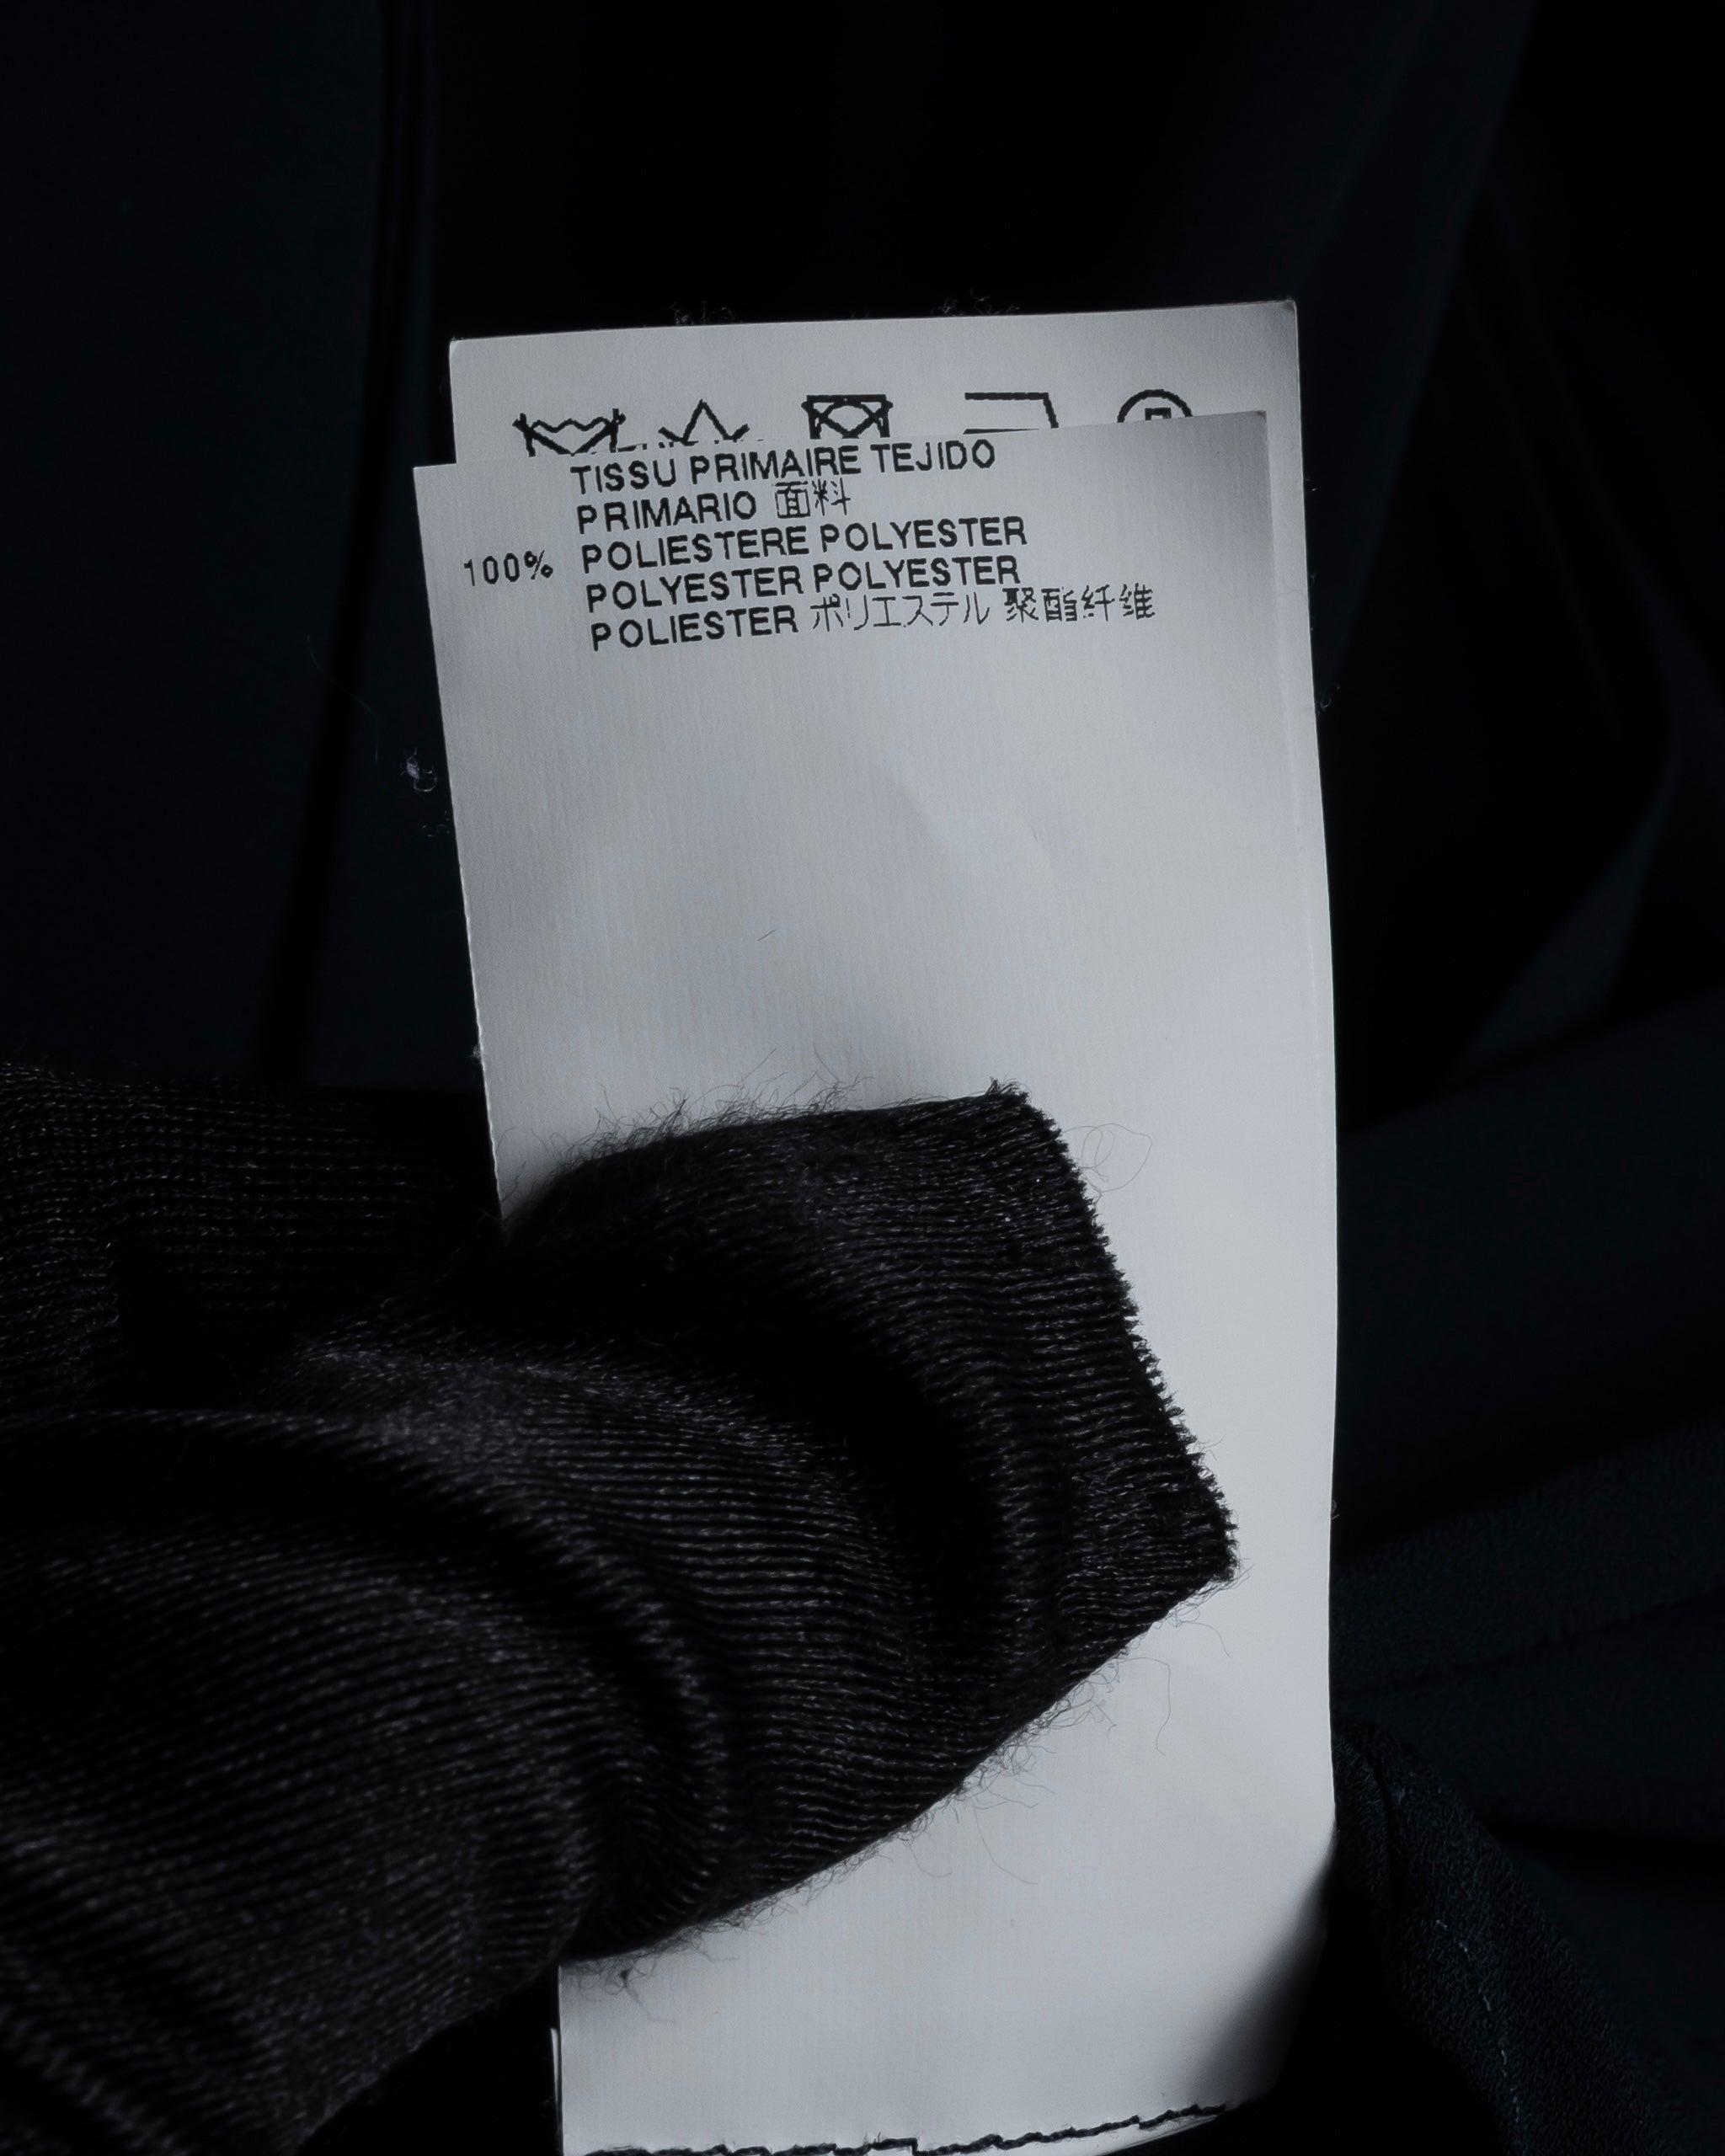 TISSU PRIMAIRE TEJIDO
PRIMARIO 面料
100% POLIESTERE POLYESTER
POLYESTER POLYESTER
POLIESTER ポリエステル 聚酯纤维